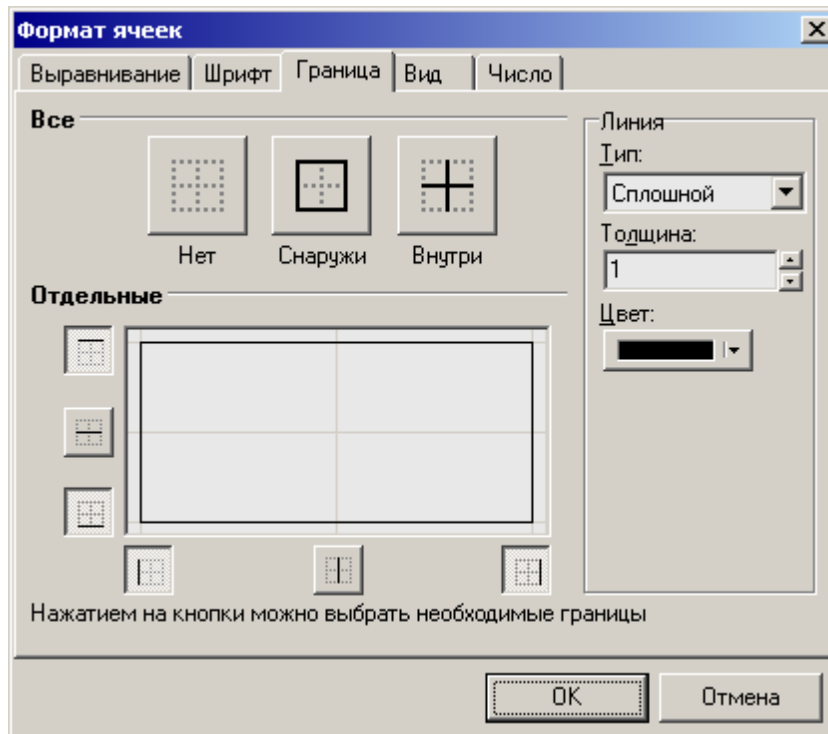 Формат ячеек
Выравнивание Шрифт Граница Вид Число
Все
Нет Снаружи Внутри
Отдельные
Линия
Тип:
Сплошной
Толщина:
1
Цвет:
Нажатием на кнопки можно выбрать необходимые границы
OK Отмена